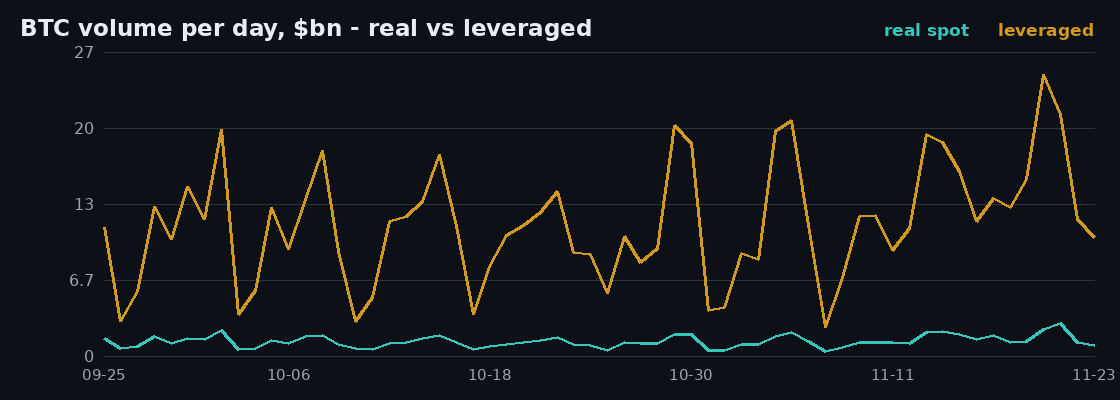 BTC volume per day, $bn - real vs leveraged
real spot leveraged
27
20
13
6.7
0
09-25 10-06 10-18 10-30 11-11 11-23